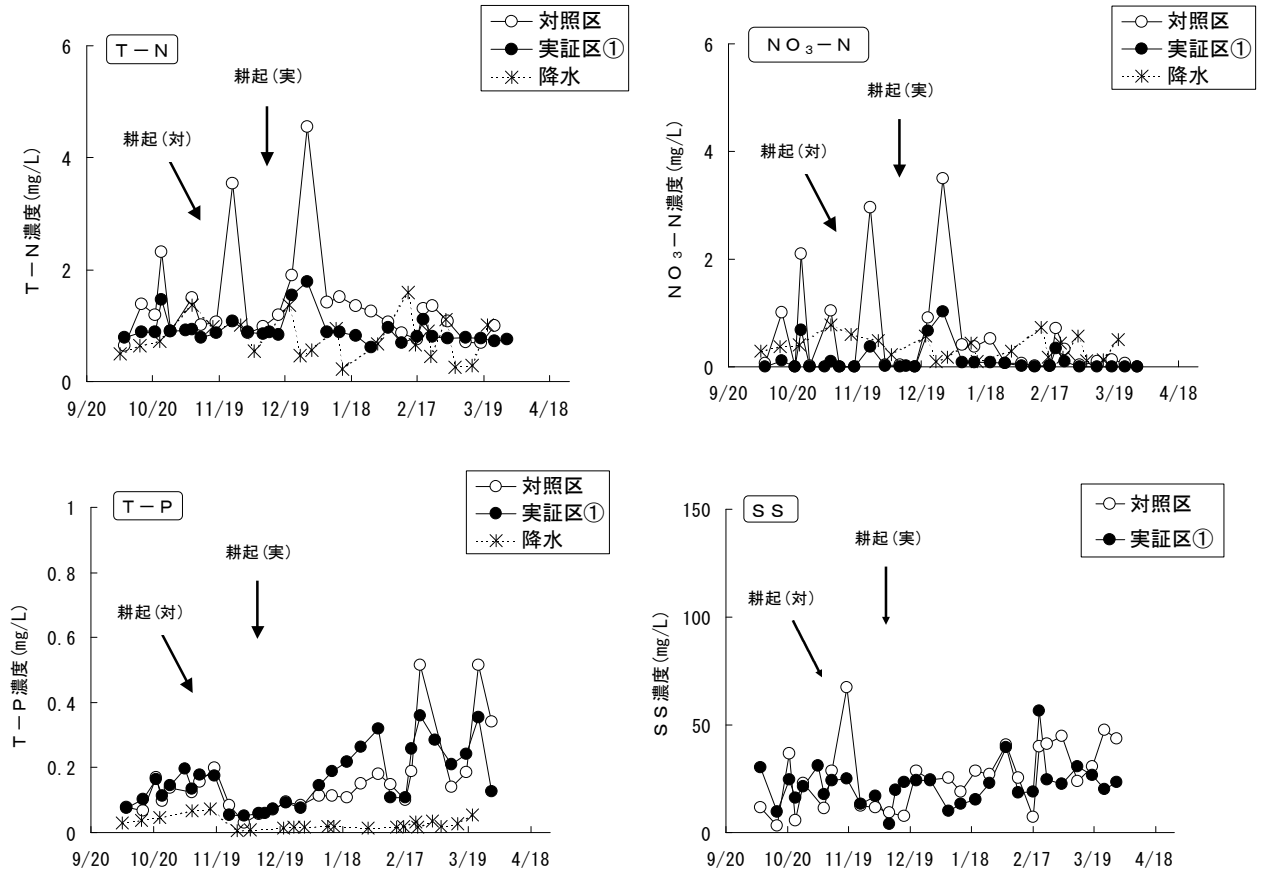 対照区
実証区①
降水
T－N
耕起(実)
耕起(対)
T－N濃度(mg/L)
6
4
2
0
9/20 10/20 11/19 12/19 1/18 2/17 3/19 4/18
対照区
実証区①
降水
NO₃－N
耕起(実)
耕起(対)
NO₃－N濃度(mg/L)
6
4
2
0
9/20 10/20 11/19 12/19 1/18 2/17 3/19 4/18
対照区
実証区①
降水
T－P
耕起(実)
耕起(対)
T－P濃度(mg/L)
1
0.8
0.6
0.4
0.2
0
9/20 10/20 11/19 12/19 1/18 2/17 3/19 4/18
対照区
実証区①
SS
耕起(実)
耕起(対)
SS濃度(mg/L)
150
100
50
0
9/20 10/20 11/19 12/19 1/18 2/17 3/19 4/18